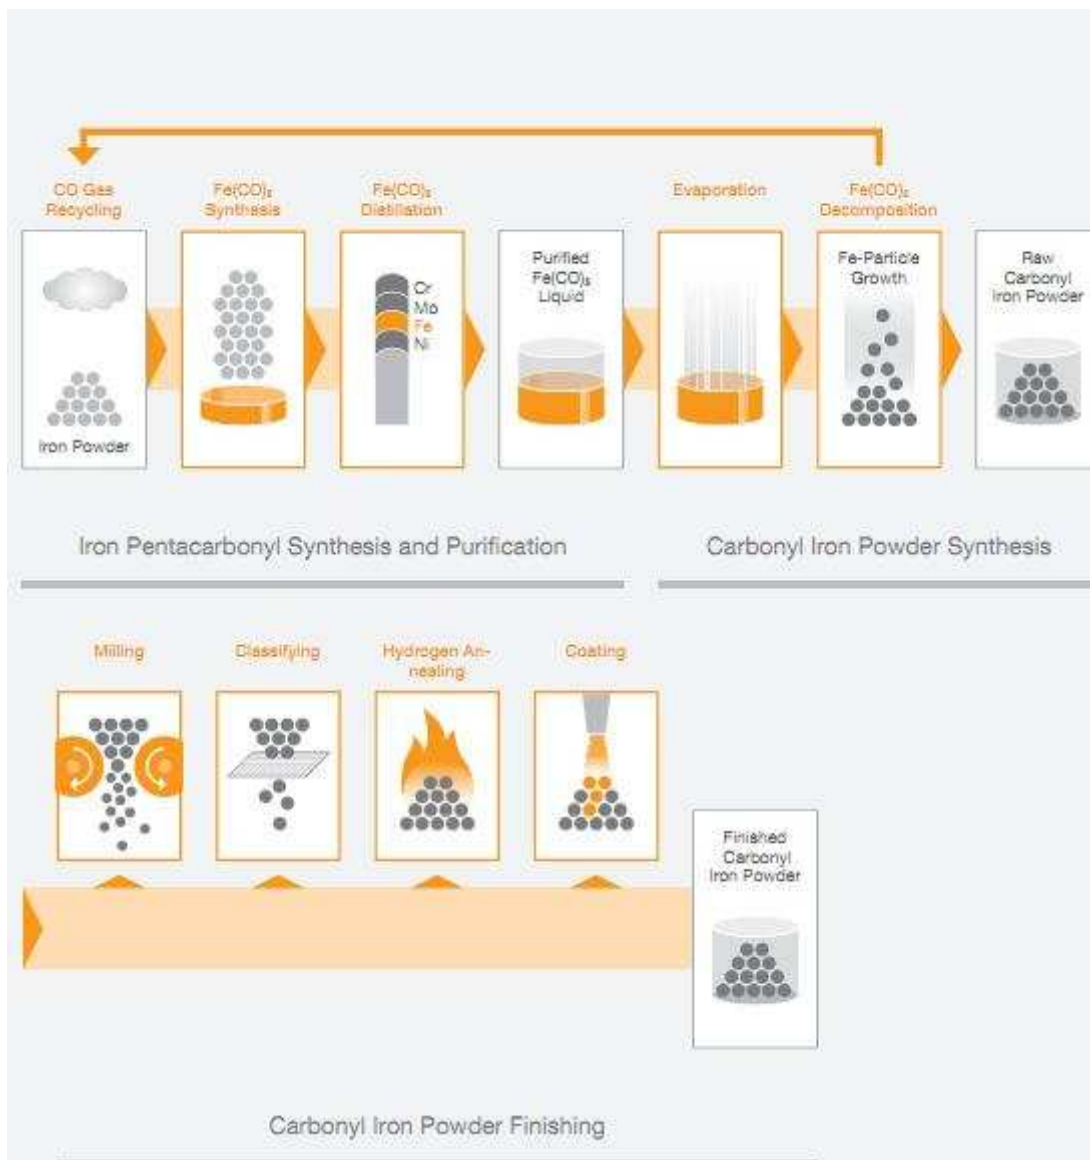 CO Gas
Recycling
Iron Powder
Fe(CO)₅
Synthesis
Fe(CO)₅
Distillation
Cr
Mo
Fe
Ni
Purified
Fe(CO)₅
Liquid
Evaporation
Fe(CO)₅
Decomposition
Fe-Particle
Growth
Raw
Carbonyl
Iron Powder
Iron Pentacarbonyl Synthesis and Purification
Carbonyl Iron Powder Synthesis
Milling
Classifying
Hydrogen An-
nealing
Coating
Finished
Carbonyl
Iron Powder
Carbonyl Iron Powder Finishing